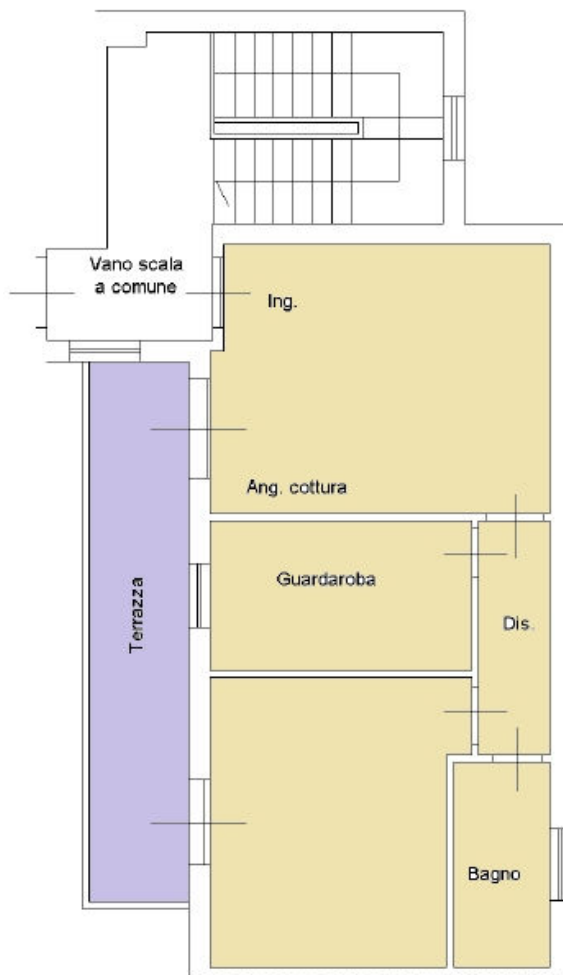 Vano scala
a comune
Ing.
Ang. cottura
Guardaroba
Terrazza
Dis.
Bagno